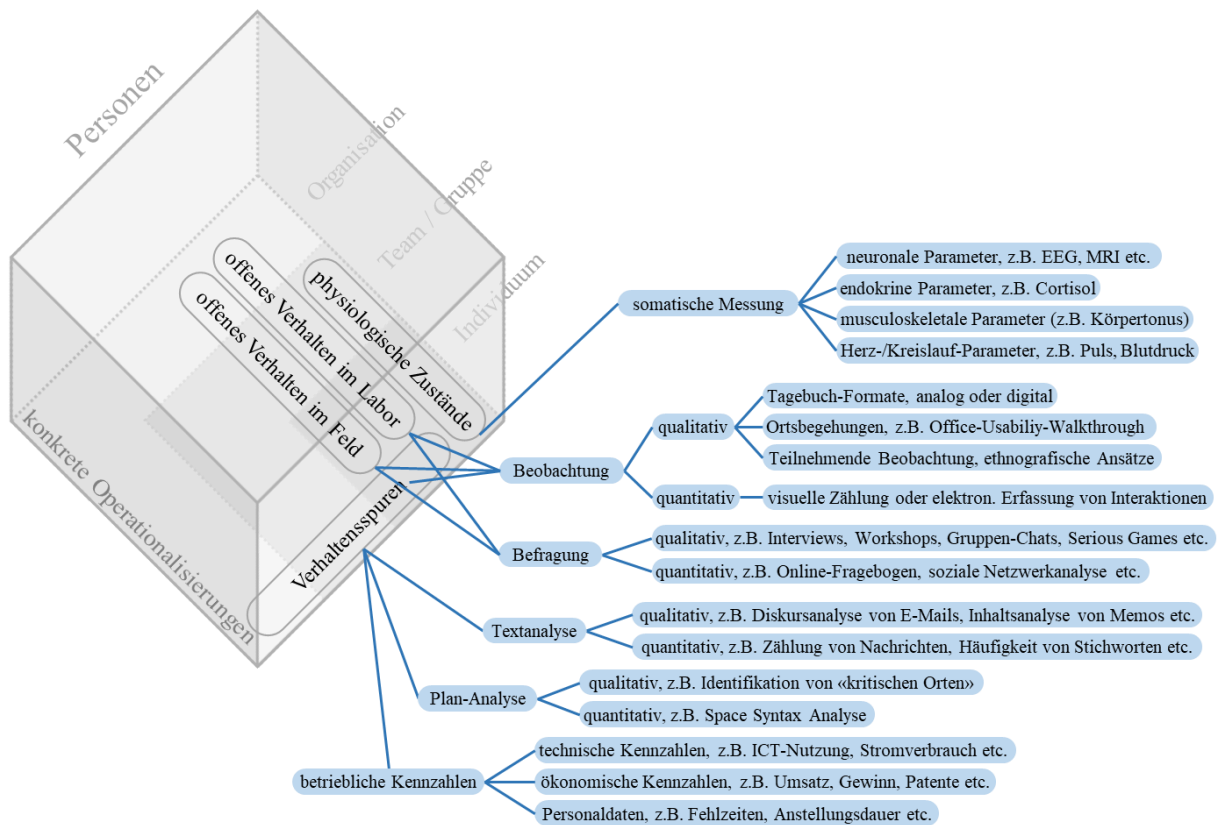 Personen
Organisation
Team / Gruppe
Individuum
physiologische Zustände
offenes Verhalten im Labor
offenes Verhalten im Feld
Verhaltensspuren
konkrete Operationalisierungen
somatische Messung
neuronale Parameter, z.B. EEG, MRI etc.
endokrine Parameter, z.B. Cortisol
musculoskeletale Parameter (z.B. Körpertonus)
Herz-/Kreislauf-Parameter, z.B. Puls, Blutdruck
Beobachtung
qualitativ
Tagebuch-Formate, analog oder digital
Ortsbegehungen, z.B. Office-Usabiliy-Walkthrough
Teilnehmende Beobachtung, ethnografische Ansätze
quantitativ
visuelle Zählung oder elektron. Erfassung von Interaktionen
Befragung
qualitativ, z.B. Interviews, Workshops, Gruppen-Chats, Serious Games etc.
quantitativ, z.B. Online-Fragebogen, soziale Netzwerkanalyse etc.
Textanalyse
qualitativ, z.B. Diskursanalyse von E-Mails, Inhaltsanalyse von Memos etc.
quantitativ, z.B. Zählung von Nachrichten, Häufigkeit von Stichworten etc.
Plan-Analyse
qualitativ, z.B. Identifikation von «kritischen Orten»
quantitativ, z.B. Space Syntax Analyse
betriebliche Kennzahlen
technische Kennzahlen, z.B. ICT-Nutzung, Stromverbrauch etc.
ökonomische Kennzahlen, z.B. Umsatz, Gewinn, Patente etc.
Personaldaten, z.B. Fehlzeiten, Anstellungsdauer etc.